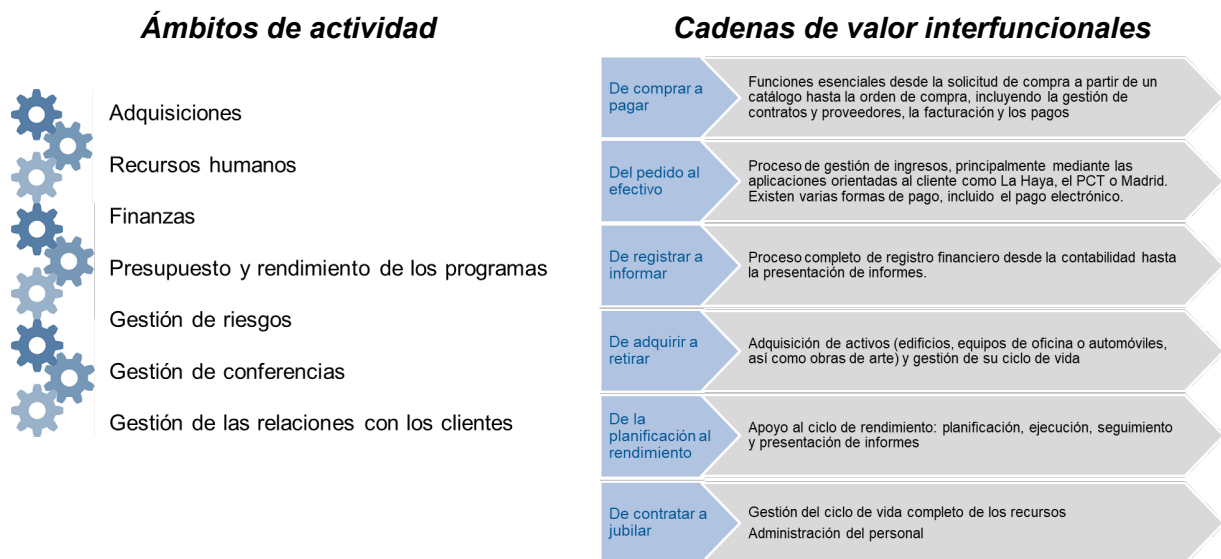 Ámbitos de actividad
Adquisiciones
Recursos humanos
Finanzas
Presupuesto y rendimiento de los programas
Gestión de riesgos
Gestión de conferencias
Gestión de las relaciones con los clientes
Cadenas de valor interfuncionales
De comprar a
pagar
Funciones esenciales desde la solicitud de compra a partir de un
catálogo hasta la orden de compra, incluyendo la gestión de
contratos y proveedores, la facturación y los pagos
Del pedido al
efectivo
Proceso de gestión de ingresos, principalmente mediante las
aplicaciones orientadas al cliente como La Haya, el PCT o Madrid.
Existen varias formas de pago, incluido el pago electrónico.
De registrar a
informar
Proceso completo de registro financiero desde la contabilidad hasta
la presentación de informes.
De adquirir a
retirar
Adquisición de activos (edificios, equipos de oficina o automóviles,
así como obras de arte) y gestión de su ciclo de vida
De la
planificación al
rendimiento
Apoyo al ciclo de rendimiento: planificación, ejecución, seguimiento
y presentación de informes
De contratar a
jubilar
Gestión del ciclo de vida completo de los recursos
Administración del personal